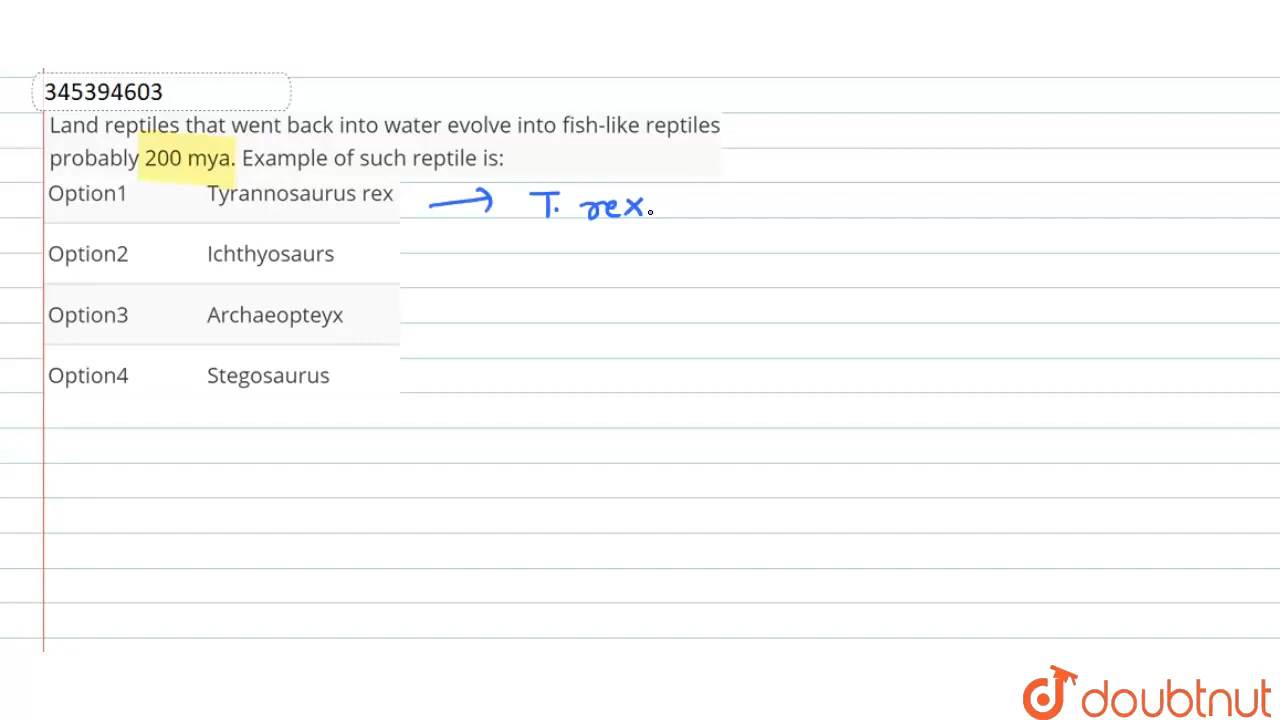 345394603
Land reptiles that went back into water evolve into fish-like reptiles
probably 200 mya. Example of such reptile is:
Option1 Tyrannosaurus rex → T. rex.
Option2 Ichthyosaurs
Option3 Archaeopteyx
Option4 Stegosaurus
doubtnut